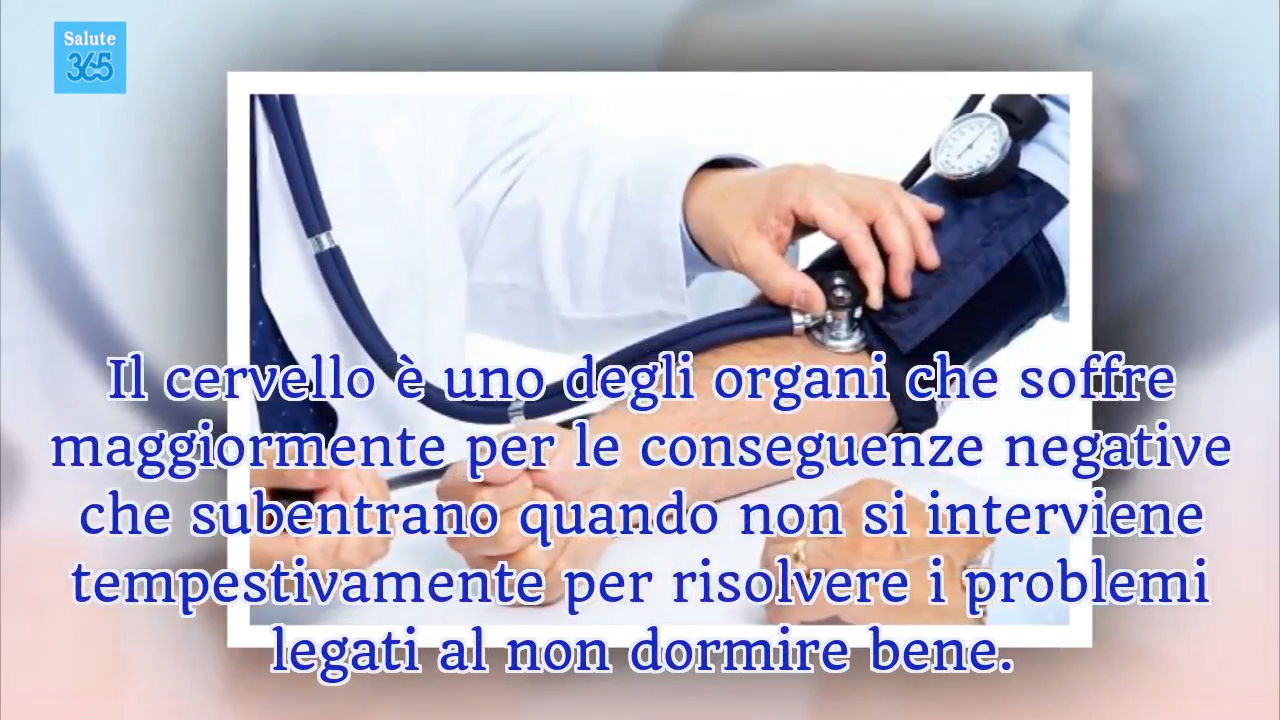 Salute
365
Il cervello è uno degli organi che soffre
maggiormente per le conseguenze negative
che subentrano quando non si interviene
tempestivamente per risolvere i problemi
legati al non dormire bene.